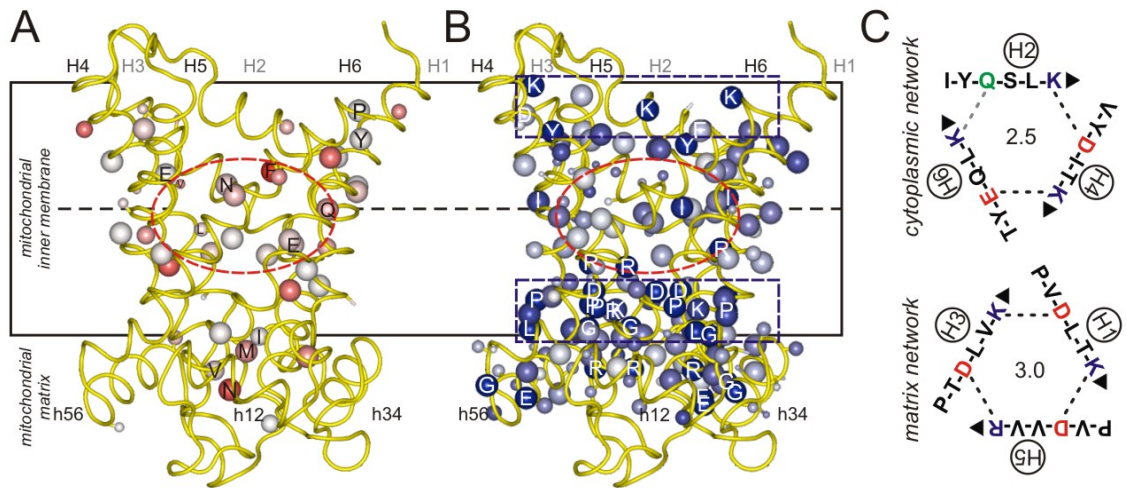 A
H4 H3 H5 H2 H6 H1
P
Y
E
V
N
F
Q
L
E
I
M
V
N
h56
h12
h34
mitochondrial
inner membrane
mitochondrial
matrix
B
H4 H3 H5 H2 H6 H1
K
D
K
K
Y
Y
F
I
I
I
R
R
R
P
D
D
D
P
K
P
K
P
L
G
G
L
G
R
R
R
G
G
G
E
E
h56
h12
h34
C
cytoplasmic network
H2
I-Y-Q-S-L-K
V-Y-D-I-T-K
H4
T-Y-E-Q-L-K
H6
2.5
matrix network
H3
P-T-D-L-V-K
P-V-D-L-T-K
H1
3.0
P-V-D-V-V-R
H5